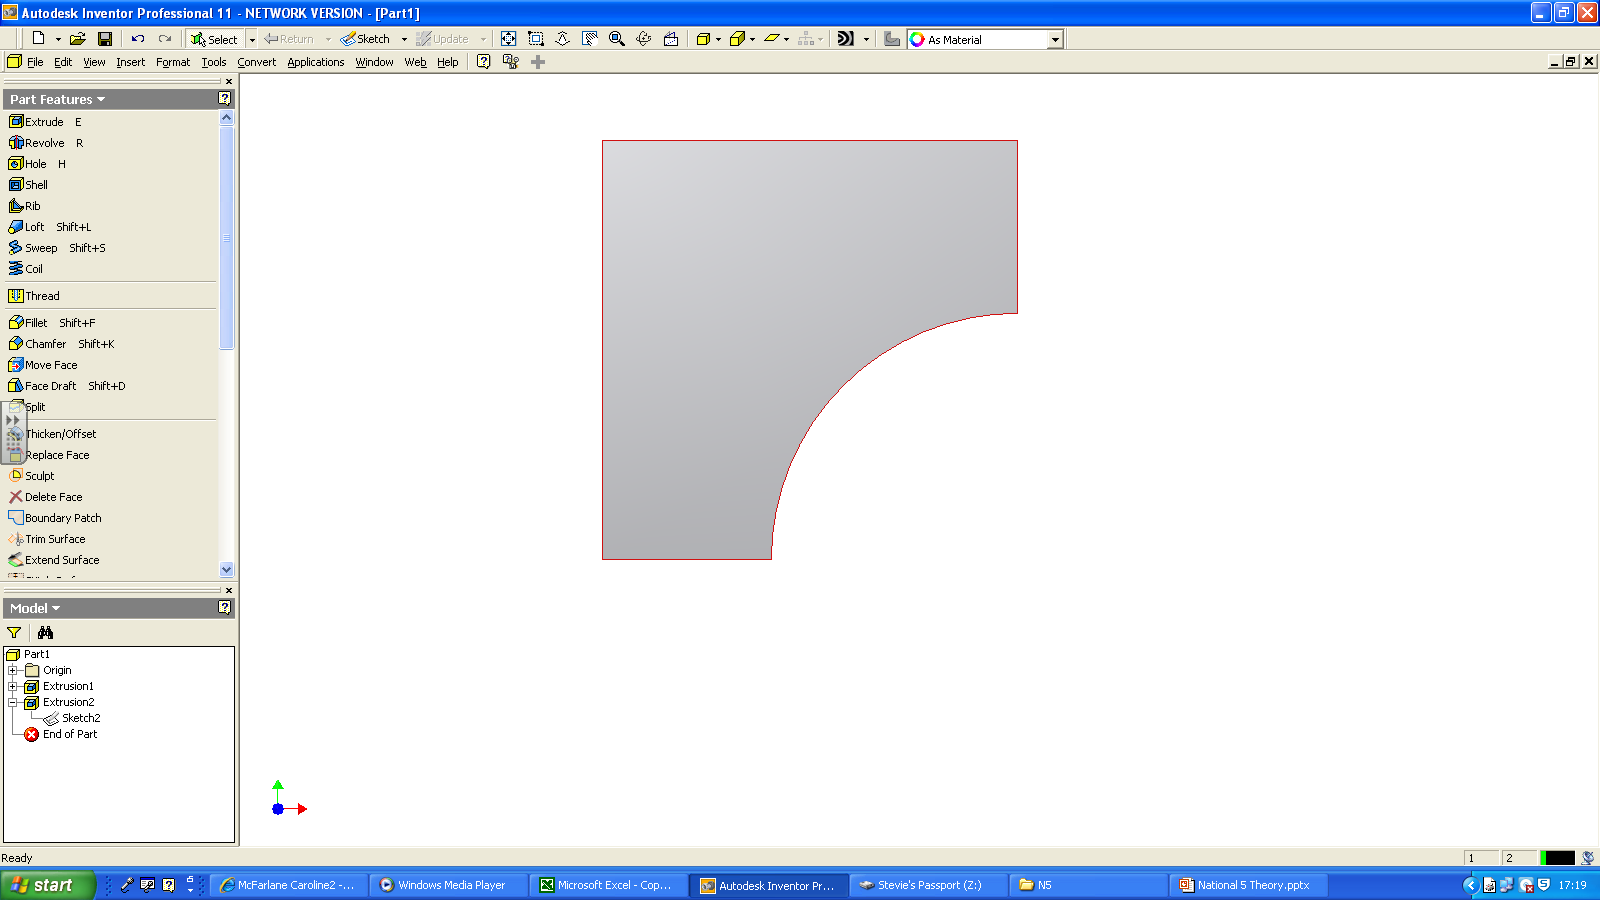 Autodesk Inventor Professional 11 - NETWORK VERSION - [Part1]
Select Return Sketch Update As Material
File Edit View Insert Format Tools Convert Applications Window Web Help
Part Features
Extrude E
Revolve R
Hole H
Shell
Rib
Loft Shift+L
Sweep Shift+S
Coil
Thread
Fillet Shift+F
Chamfer Shift+K
Move Face
Face Draft Shift+D
Split
Thicken/Offset
Replace Face
Sculpt
Delete Face
Boundary Patch
Trim Surface
Extend Surface
Model
Part1
Origin
Extrusion1
Extrusion2
Sketch2
End of Part
Ready 1 2
start McFarlane Caroline2 -... Windows Media Player Microsoft Excel - Cop... Autodesk Inventor Pr... Stevie's Passport (Z:) N5 National 5 Theory.pptx 17:19